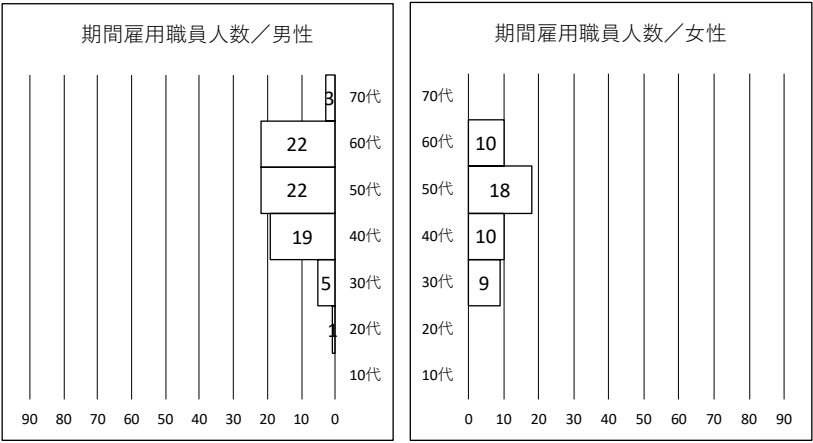 期間雇用職員人数／男性
3 70代
22 60代
22 50代
19 40代
5 30代
1 20代
10代
90 80 70 60 50 40 30 20 10 0
期間雇用職員人数／女性
70代
60代 10
50代 18
40代 10
30代 9
20代
10代
0 10 20 30 40 50 60 70 80 90